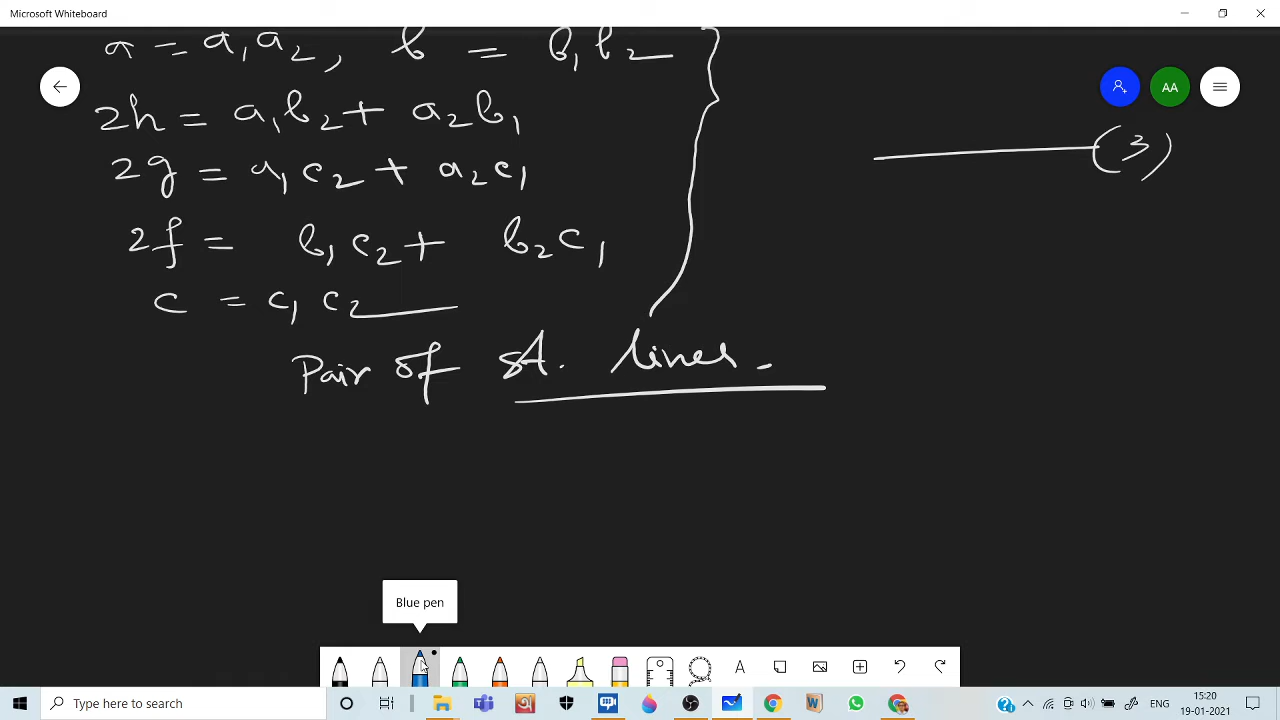 Microsoft Whiteboard
a = a₁a₂, b = b₁b₂
AA
2h = a₁b₂ + a₂b₁
(3)
2g = a₁c₂ + a₂c₁
2f = b₁c₂ + b₂c₁
c = c₁c₂
Pair of st. lines.
Blue pen
A
Type here to search
ENG
15:20
19-01-2021